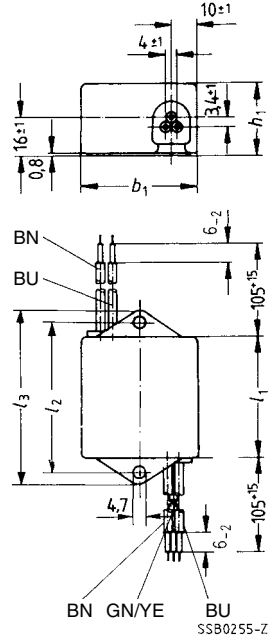 10±1
4±1
3,4±1
h1
16±1
0,8
b1
BN
BU
6-2
105+15
l3
l2
l1
4,7
105+15
6-2
BN GN/YE BU
SSB0255-Z